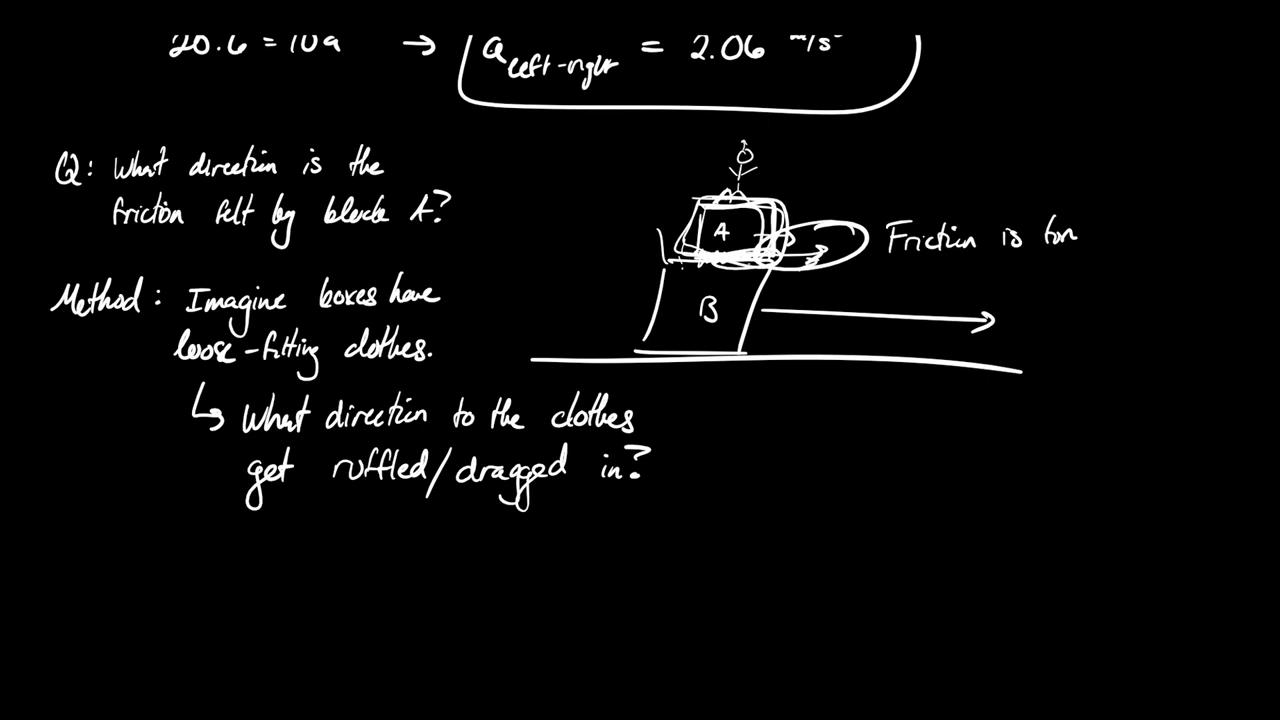 20.6 = 10a → a left-right = 2.06 m/s²
Q: What direction is the
friction felt by block A?
A
Friction is for
B
Method: Imagine boxes have
loose-fitting clothes.
↳ What direction to the clothes
get ruffled/dragged in?